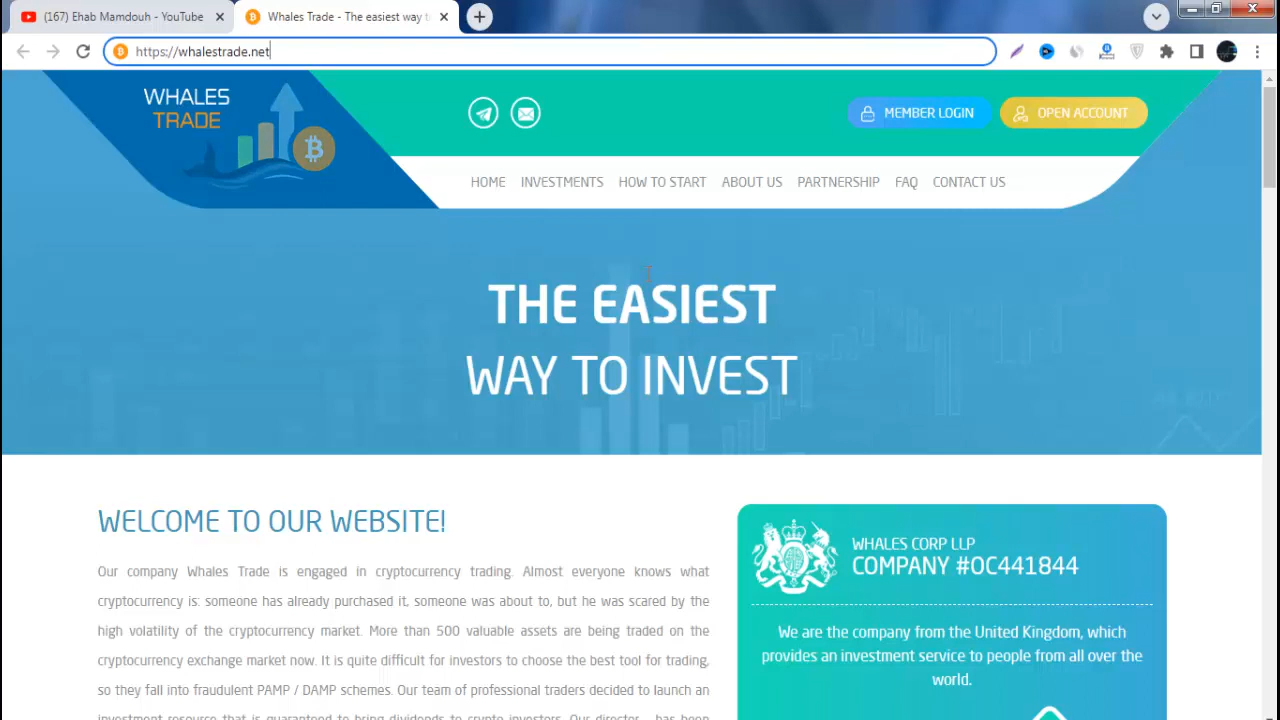 (167) Ehab Mamdouh - YouTube
Whales Trade - The easiest way t
https://whalestrade.net
WHALES
TRADE
MEMBER LOGIN
OPEN ACCOUNT
HOME
INVESTMENTS
HOW TO START
ABOUT US
PARTNERSHIP
FAQ
CONTACT US
THE EASIEST
WAY TO INVEST
WELCOME TO OUR WEBSITE!
Our company Whales Trade is engaged in cryptocurrency trading. Almost everyone knows what
cryptocurrency is: someone has already purchased it, someone was about to, but he was scared by the
high volatility of the cryptocurrency market. More than 500 valuable assets are being traded on the
cryptocurrency exchange market now. It is quite difficult for investors to choose the best tool for trading,
so they fall into fraudulent PAMP / DAMP schemes. Our team of professional traders decided to launch an
investment resource that is guaranteed to bring dividends to crypto investors. Our director - has been
WHALES CORP LLP
COMPANY #OC441844
We are the company from the United Kingdom, which
provides an investment service to people from all over the
world.